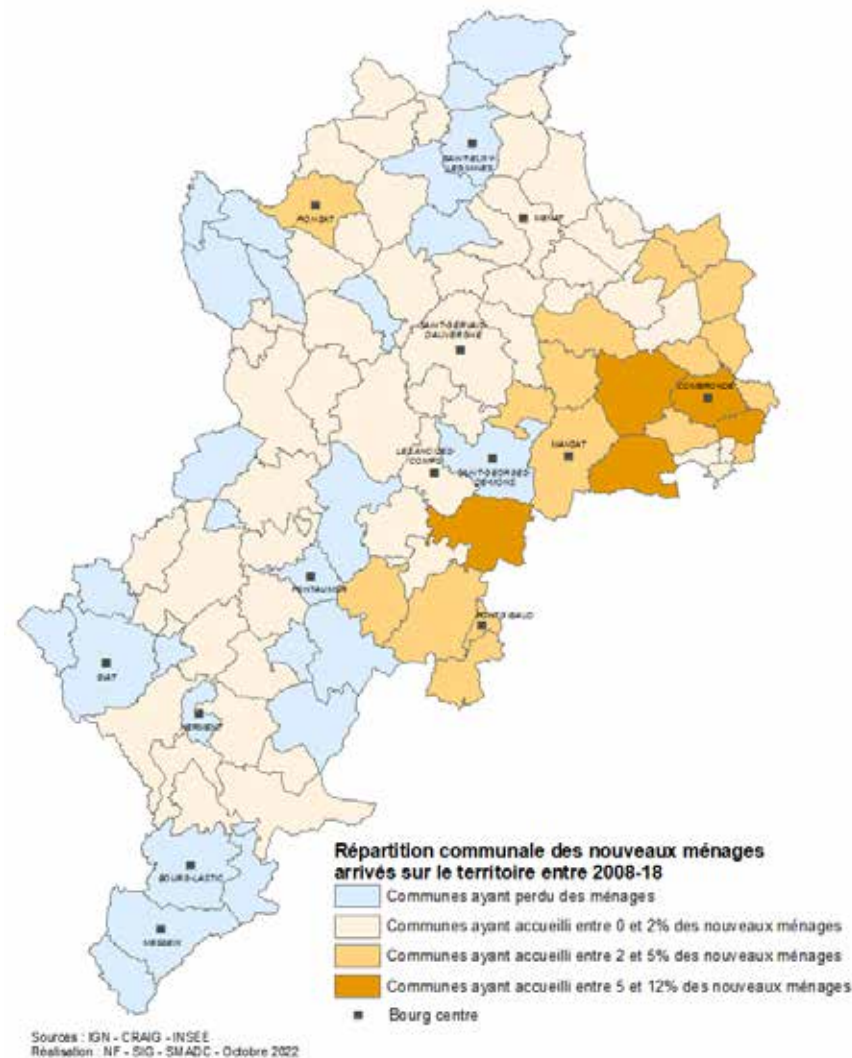 SAINT-ELOY-
LES-MINES
PIONSAT
MENAT
SAINT-GERVAIS-
D'AUVERGNE
COMBRONDE
LES ANCIZES
COMPS
SAINT-GEORGES-
DE-MONS
MANZAT
PONTAUMUR
PONTGIBAUD
GIAT
HERMENT
BOURG-LASTIC
MESSEIX
Répartition communale des nouveaux ménages
arrivés sur le territoire entre 2008-18
Communes ayant perdu des ménages
Communes ayant accueilli entre 0 et 2% des nouveaux ménages
Communes ayant accueilli entre 2 et 5% des nouveaux ménages
Communes ayant accueilli entre 5 et 12% des nouveaux ménages
Bourg centre
Sources : IGN - CRAIG - INSEE
Réalisation : NF - SIG - SMADC - Octobre 2022